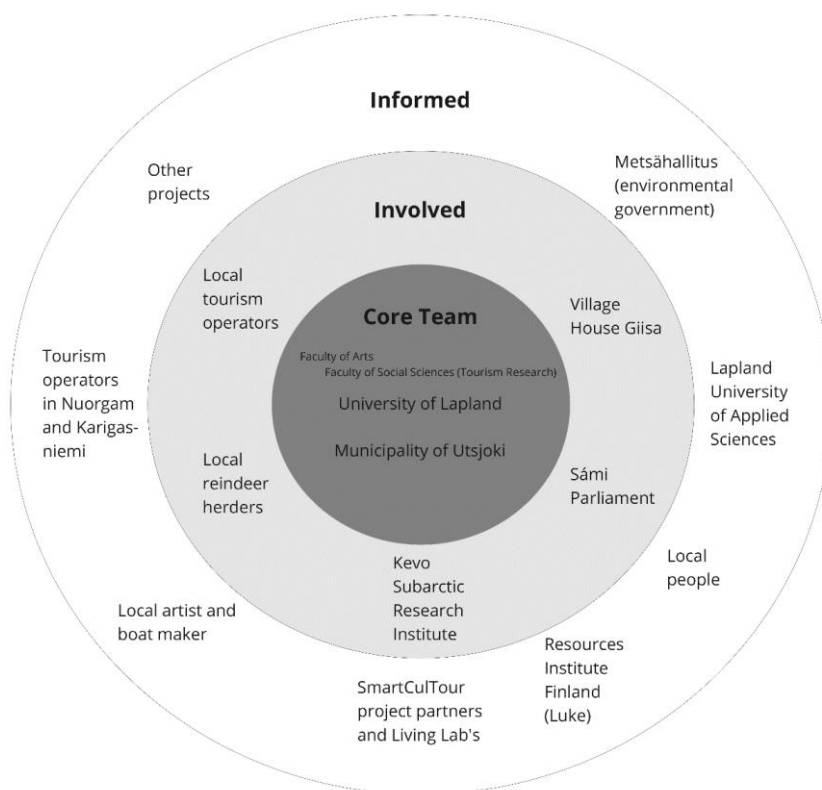 Informed
Other
projects
Metsähallitus
(environmental
government)
Involved
Local
tourism
operators
Village
House Giisa
Core Team
Faculty of Arts
Faculty of Social Sciences (Tourism Research)
University of Lapland
Municipality of Utsjoki
Tourism
operators
in Nuorgam
and Karigas-
niemi
Lapland
University
of Applied
Sciences
Local
reindeer
herders
Sámi
Parliament
Kevo
Subarctic
Research
Institute
Local
people
Local artist and
boat maker
Resources
Institute
Finland
(Luke)
SmartCulTour
project partners
and Living Lab's